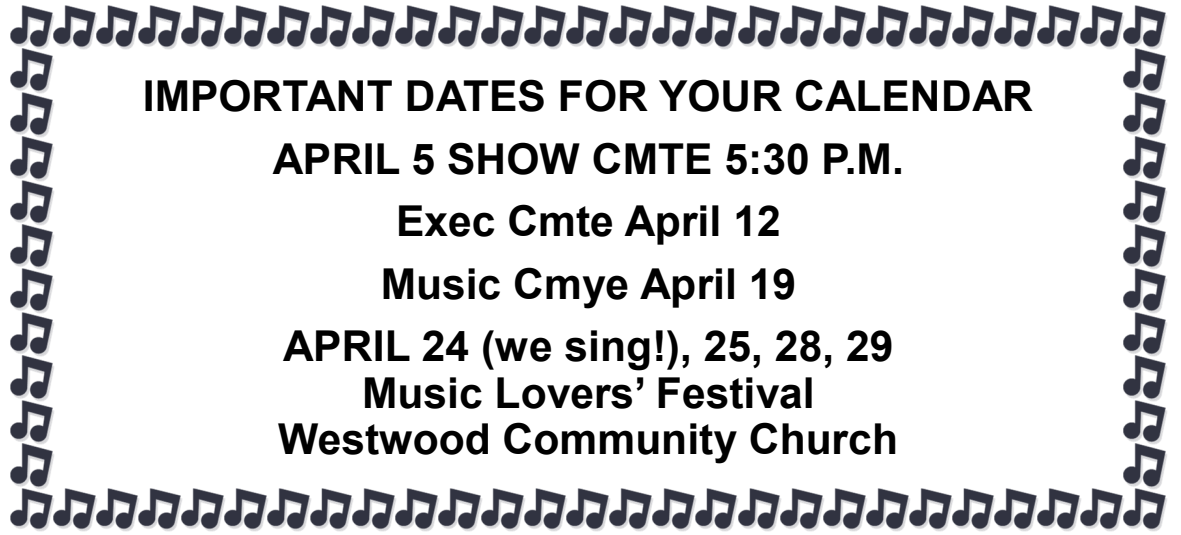 IMPORTANT DATES FOR YOUR CALENDAR
APRIL 5 SHOW CMTE 5:30 P.M.
Exec Cmte April 12
Music Cmye April 19
APRIL 24 (we sing!), 25, 28, 29
Music Lovers’ Festival
Westwood Community Church